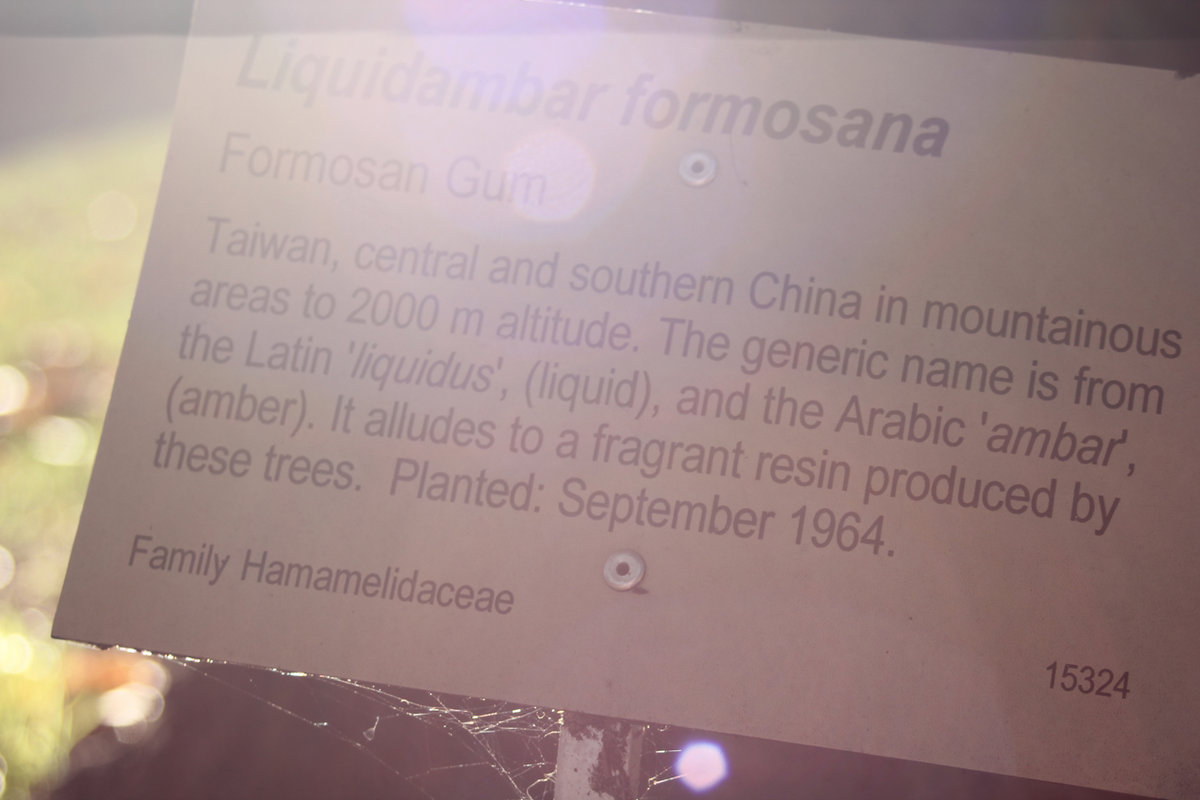 Liquidambar formosana
Formosan Gum
Taiwan, central and southern China in mountainous
areas to 2000 m altitude. The generic name is from
the Latin 'liquidus', (liquid), and the Arabic 'ambar',
(amber). It alludes to a fragrant resin produced by
these trees. Planted: September 1964.
Family Hamamelidaceae
15324